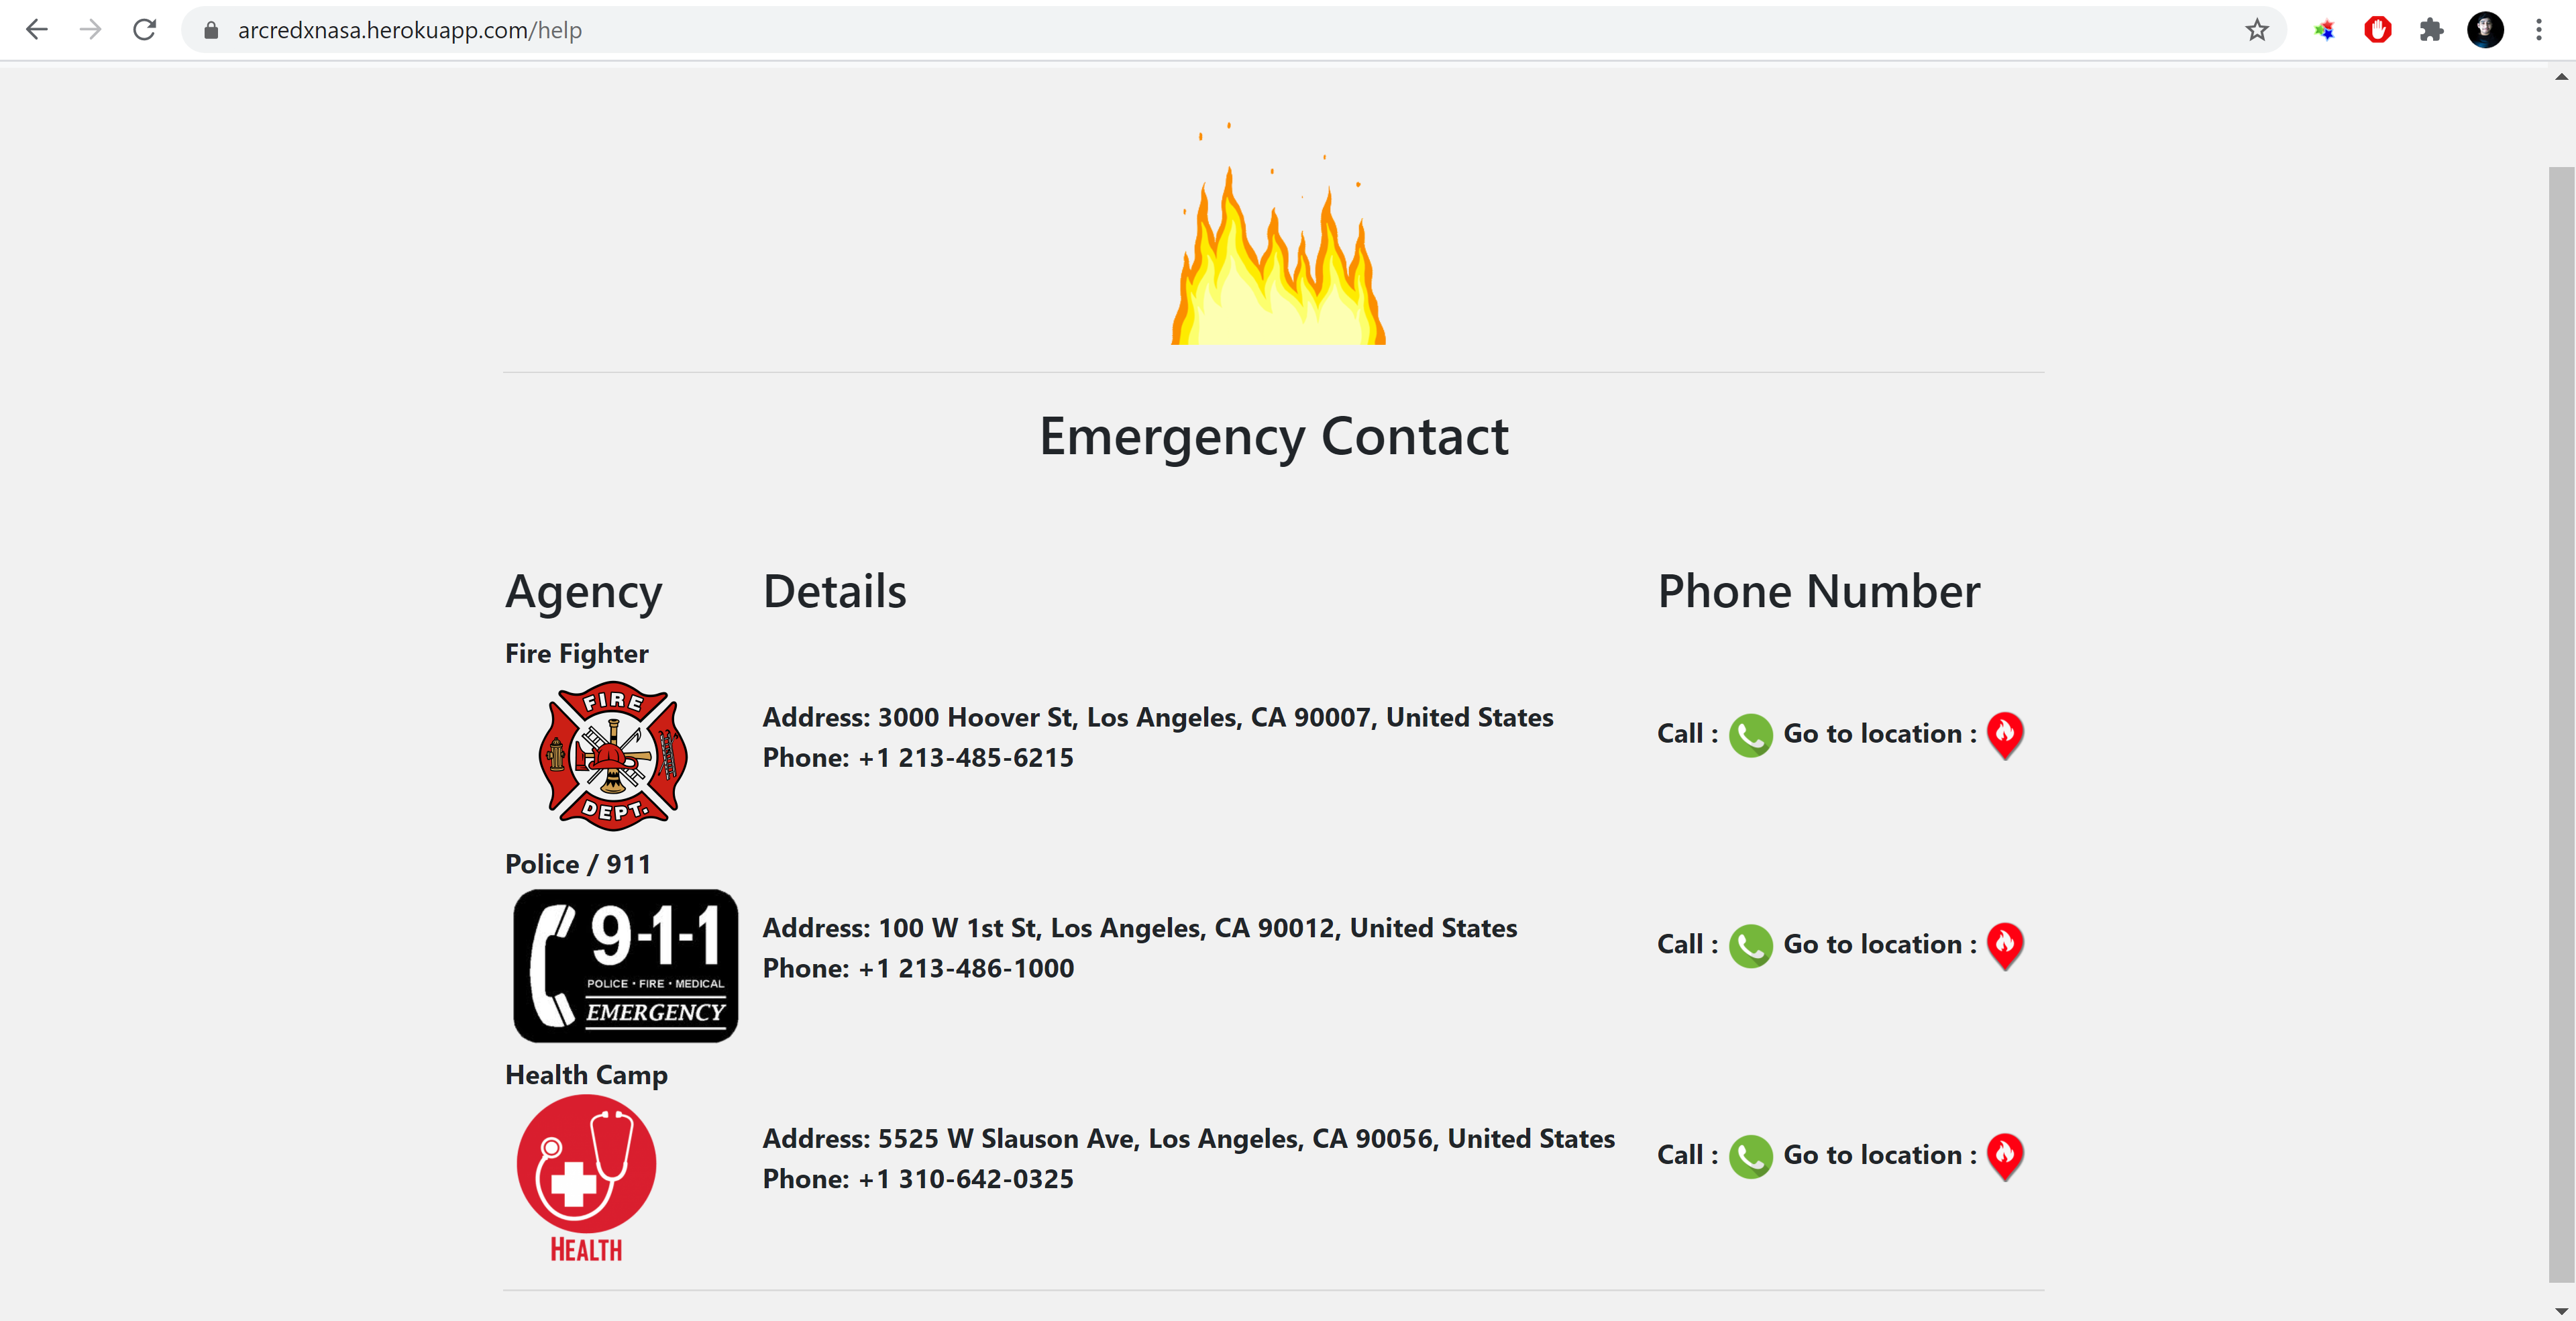 arcredxnasa.herokuapp.com/help
Emergency Contact
Agency Details Phone Number
Fire Fighter
FIRE
DEPT.
Address: 3000 Hoover St, Los Angeles, CA 90007, United States
Phone: +1 213-485-6215
Call : Go to location :
Police / 911
9-1-1
POLICE • FIRE • MEDICAL
EMERGENCY
Address: 100 W 1st St, Los Angeles, CA 90012, United States
Phone: +1 213-486-1000
Call : Go to location :
Health Camp
HEALTH
Address: 5525 W Slauson Ave, Los Angeles, CA 90056, United States
Phone: +1 310-642-0325
Call : Go to location :